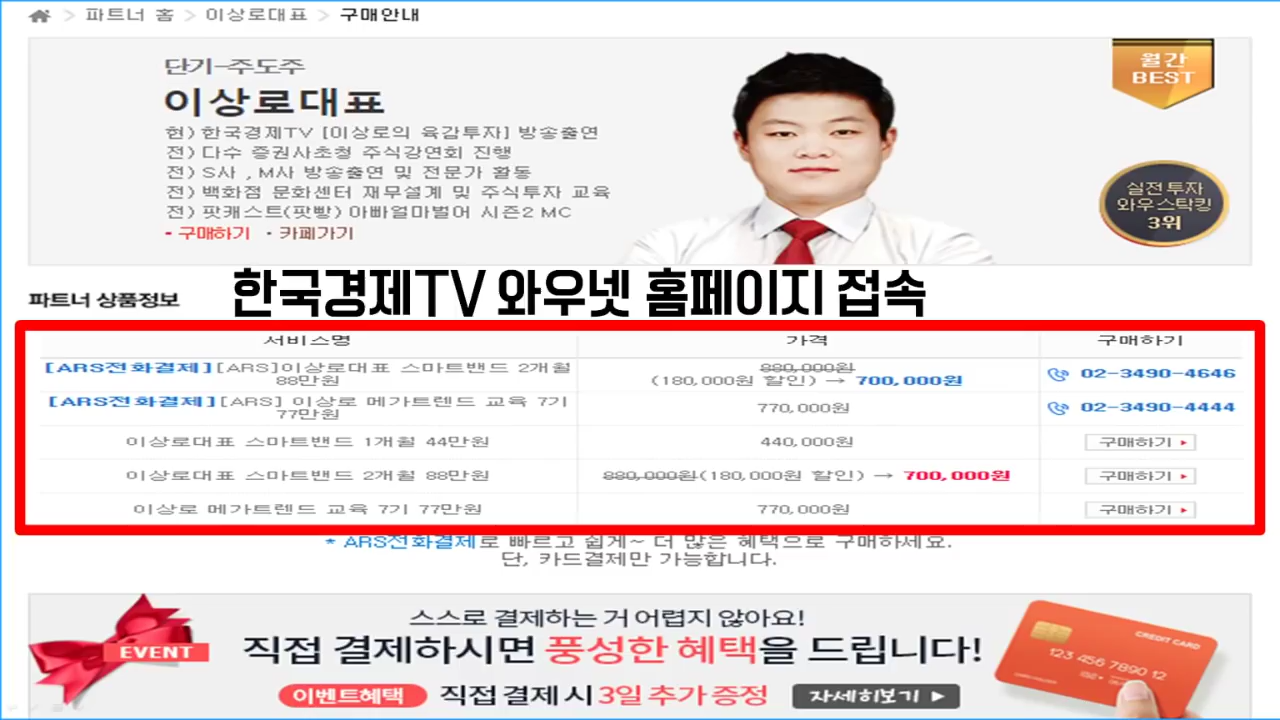 파트너 홈 > 이상로대표 > 구매안내
단기-주도주
이상로대표
현) 한국경제TV [이상로의 육감투자] 방송출연
전) 다수 증권사초청 주식강연회 진행
전) S사 , M사 방송출연 및 전문가 활동
전) 백화점 문화센터 재무설계 및 주식투자 교육
전) 팟캐스트(팟빵) 아빠얼마벌어 시즌2 MC
- 구매하기 · 카페가기
월간
BEST
실전투자
와우스탁킹
3위
파트너 상품정보
한국경제TV 와우넷 홈페이지 접속
서비스명 가격 구매하기
[ARS전화결제][ARS]이상로대표 스마트밴드 2개월
88만원
880,000원
(180,000원 할인) → 700,000원
02-3490-4646
[ARS전화결제][ARS] 이상로 메가트렌드 교육 7기
77만원
770,000원
02-3490-4444
이상로대표 스마트밴드 1개월 44만원 440,000원 구매하기
이상로대표 스마트밴드 2개월 88만원 880,000원(180,000원 할인) → 700,000원 구매하기
이상로 메가트렌드 교육 7기 77만원 770,000원 구매하기
* ARS전화결제로 빠르고 쉽게~ 더 많은 혜택으로 구매하세요.
단, 카드결제만 가능합니다.
EVENT
스스로 결제하는 거 어렵지 않아요!
직접 결제하시면 풍성한 혜택을 드립니다!
이벤트혜택 직접 결제 시 3일 추가 증정 자세히보기 ▶
CREDIT CARD
123 456 7890 12